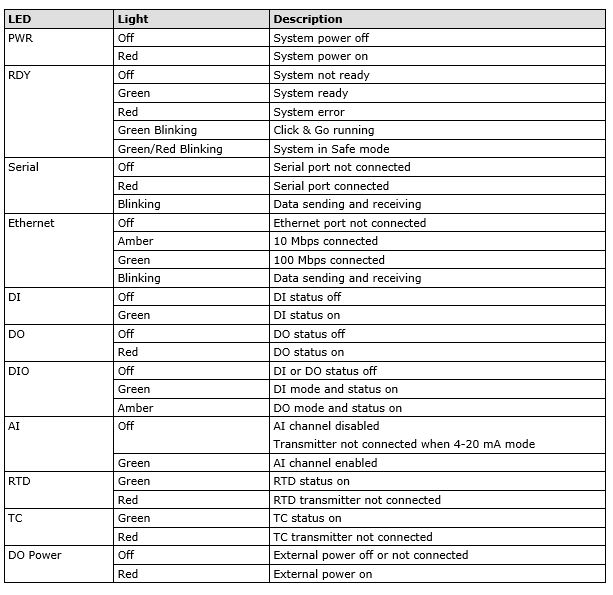 LED Light Description
PWR Off System power off
Red System power on
RDY Off System not ready
Green System ready
Red System error
Green Blinking Click & Go running
Green/Red Blinking System in Safe mode
Serial Off Serial port not connected
Red Serial port connected
Blinking Data sending and receiving
Ethernet Off Ethernet port not connected
Amber 10 Mbps connected
Green 100 Mbps connected
Blinking Data sending and receiving
DI Off DI status off
Green DI status on
DO Off DO status off
Red DO status on
DIO Off DI or DO status off
Green DI mode and status on
Amber DO mode and status on
AI Off AI channel disabled
Transmitter not connected when 4-20 mA mode
Green AI channel enabled
RTD Green RTD status on
Red RTD transmitter not connected
TC Green TC status on
Red TC transmitter not connected
DO Power Off External power off or not connected
Red External power on